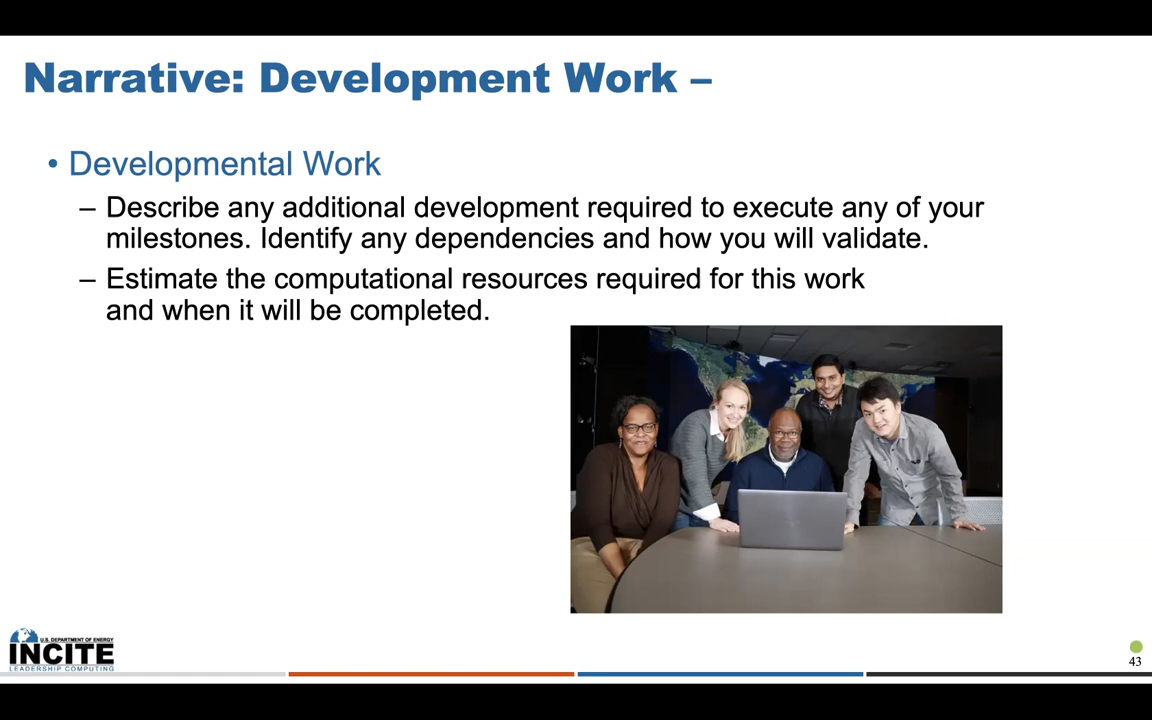 Narrative: Development Work –
• Developmental Work
– Describe any additional development required to execute any of your
milestones. Identify any dependencies and how you will validate.
– Estimate the computational resources required for this work
and when it will be completed.
U.S. DEPARTMENT OF ENERGY
INCITE
LEADERSHIP COMPUTING
43